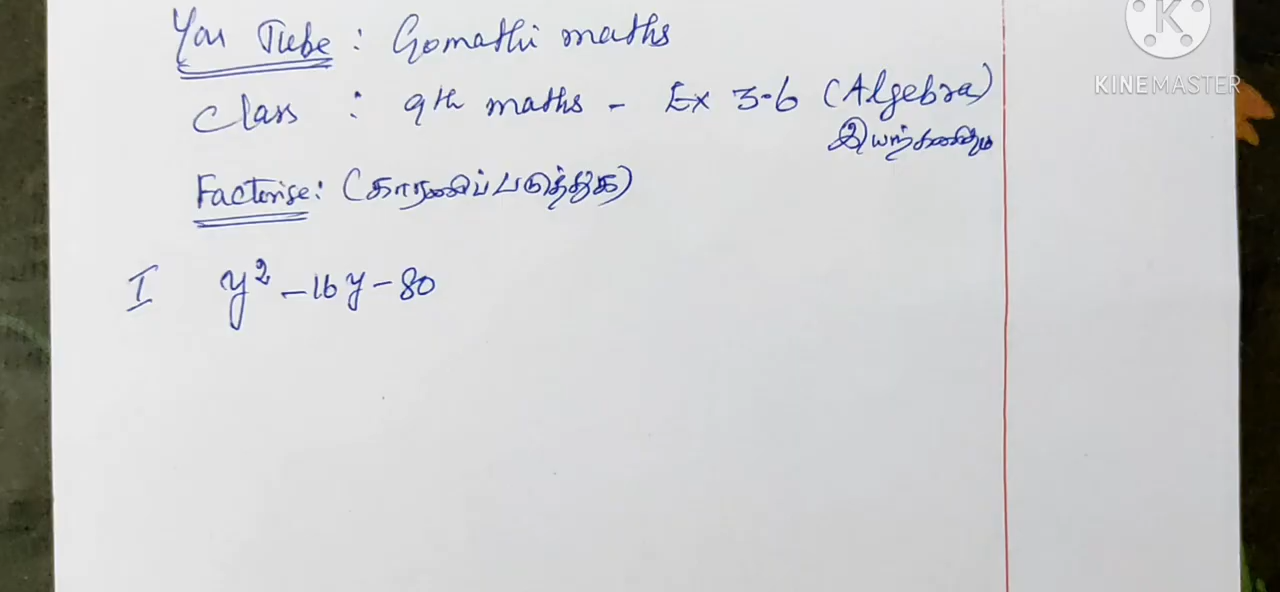 You Tube : Gomathi maths
K
KINEMASTER
Class : 9th maths - Ex 3.6 (Algebra)
இயற்கணிதம்
Factorise : (காரணிப்படுத்துக)
I y² - 16y - 80